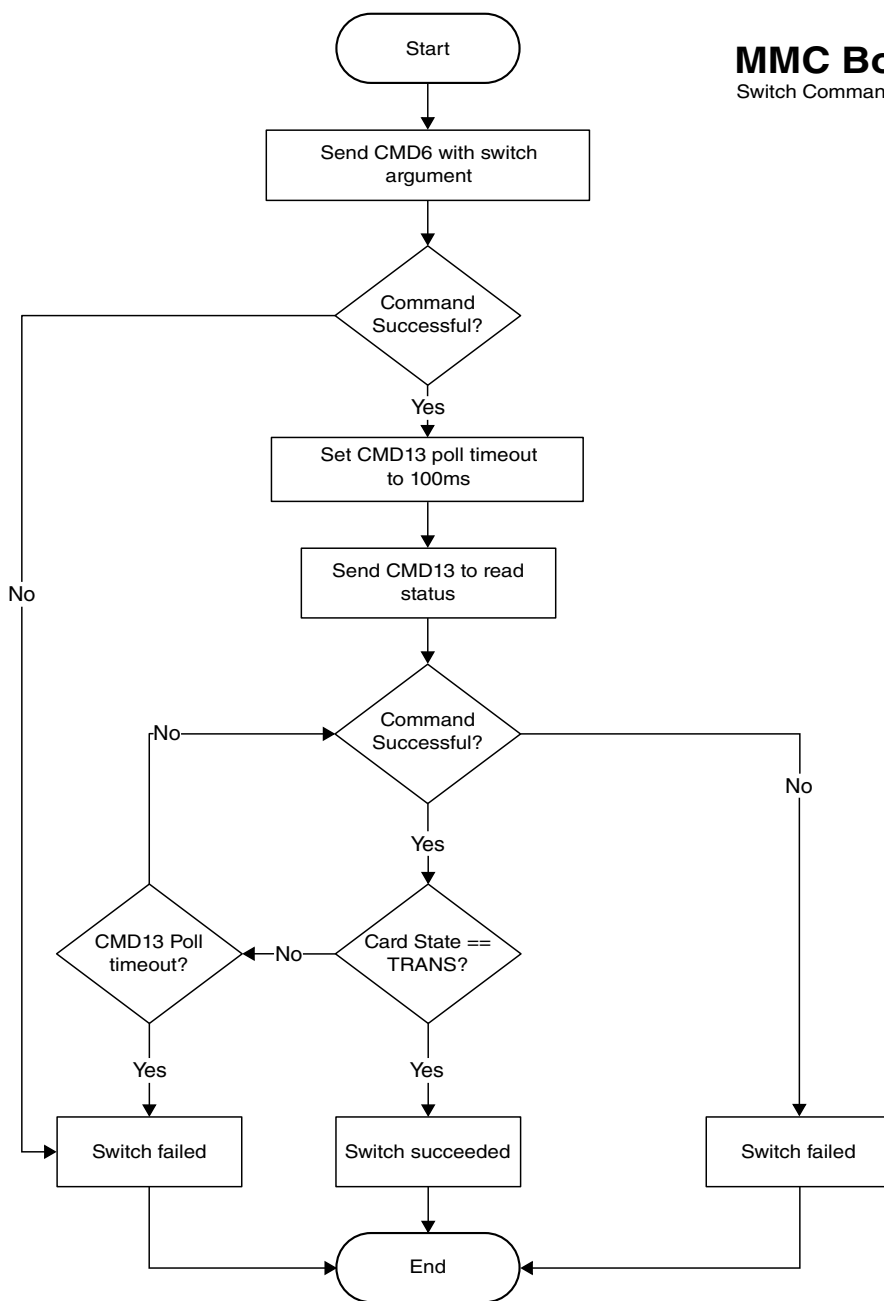 Start
MMC
Switch
Send CMD6 with switch
argument
Command
Successful?
Yes
Set CMD13 poll timeout
to 100ms
Send CMD13 to read
status
No
Command
Successful?
No
No
Yes
CMD13 Poll
timeout?
No
Card State ==
TRANS?
Yes
Yes
Switch failed
Switch succeeded
Switch failed
End